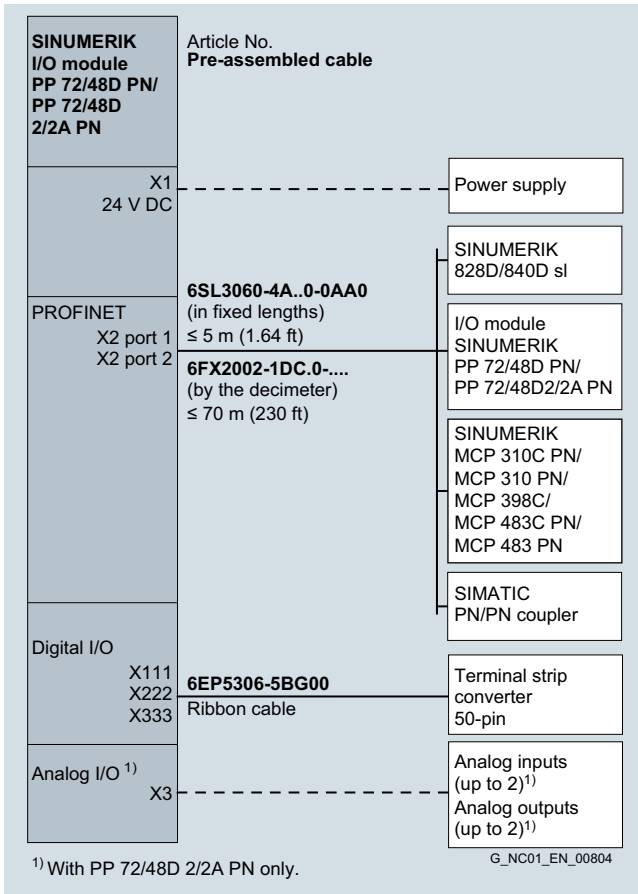 SINUMERIK
I/O module
PP 72/48D PN/
PP 72/48D
2/2A PN
Article No.
Pre-assembled cable
X1
24 V DC
Power supply
PROFINET
X2 port 1
X2 port 2
6SL3060-4A..0-0AA0
(in fixed lengths)
≤ 5 m (1.64 ft)
6FX2002-1DC.0-....
(by the decimeter)
≤ 70 m (230 ft)
SINUMERIK
828D/840D sl
I/O module
SINUMERIK
PP 72/48D PN/
PP 72/48D2/2A PN
SINUMERIK
MCP 310C PN/
MCP 310 PN/
MCP 398C/
MCP 483C PN/
MCP 483 PN
SIMATIC
PN/PN coupler
Digital I/O
X111
X222
X333
6EP5306-5BG00
Ribbon cable
Terminal strip
converter
50-pin
Analog I/O 1)
X3
Analog inputs
(up to 2)1)
Analog outputs
(up to 2)1)
1) With PP 72/48D 2/2A PN only.
G_NC01_EN_00804